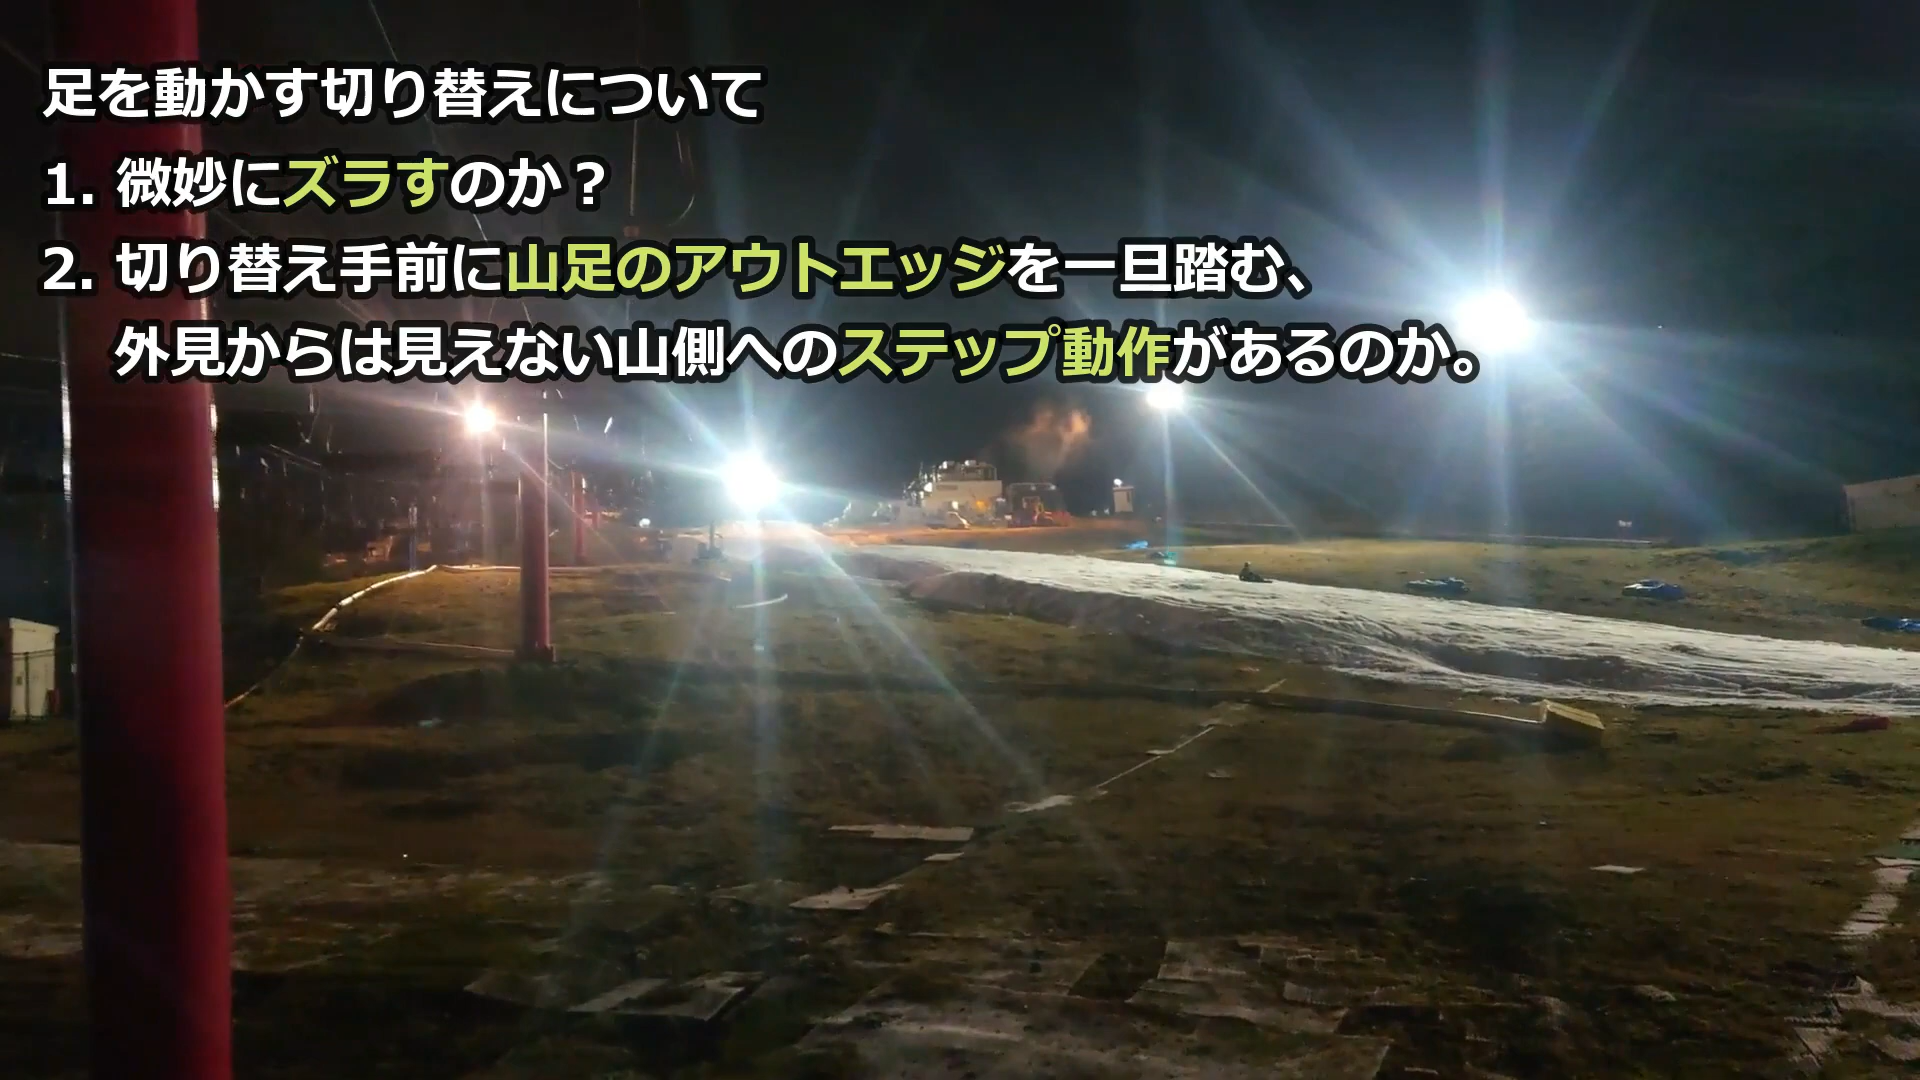 足を動かす切り替えについて
1. 微妙にズラすのか？
2. 切り替え手前に山足のアウトエッジを一旦踏む、
外見からは見えない山側へのステップ動作があるのか。